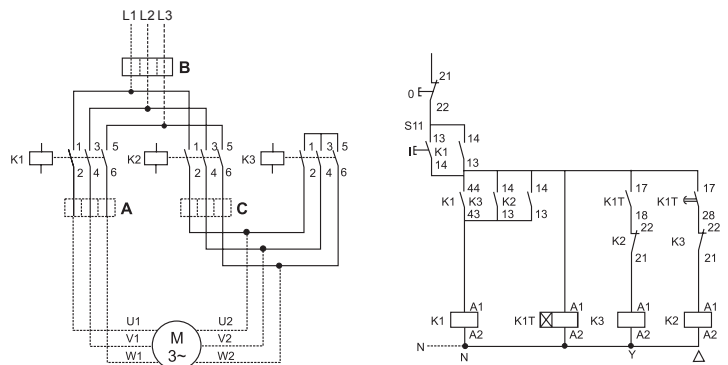 L1 L2 L3
B
K1 1 3 5
2 4 6
K2 1 3 5
2 4 6
K3 1 3 5
2 4 6
A
C
U1 M 3~ U2
V1 V2
W1 W2
21
0
22
S11
13 14
I K1
14 13
K1 44 K3 14 K2 14
43 13 13
K1T 17
18
K1T 17
28
K2 22
21
K3 22
21
K1 A1
A2
K1T A1
A2
K3 A1
A2
K2 A1
A2
N N Y △